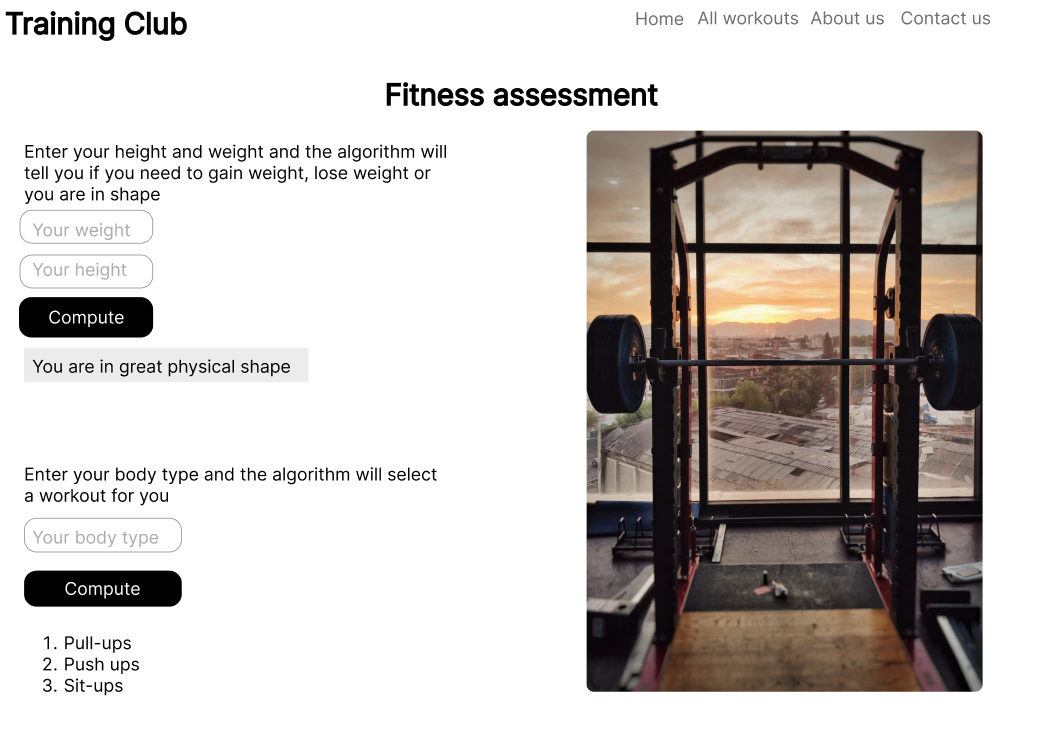 Training Club
Home All workouts About us Contact us
Fitness assessment
Enter your height and weight and the algorithm will
tell you if you need to gain weight, lose weight or
you are in shape
Your weight
Your height
Compute
You are in great physical shape
Enter your body type and the algorithm will select
a workout for you
Your body type
Compute
1. Pull-ups
2. Push ups
3. Sit-ups